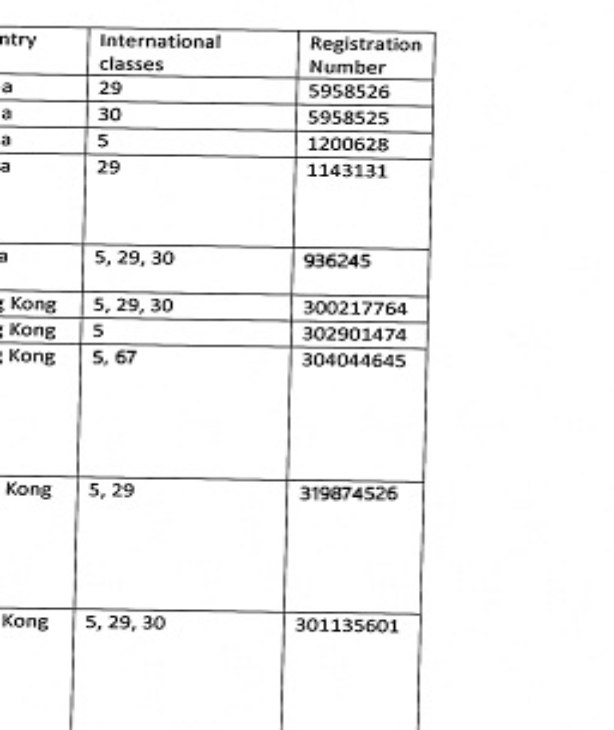 ntry International Registration
classes Number
a 29 5958526
a 30 5958525
a 5 1200628
a 29 1143131
a 5, 29, 30 936245
g Kong 5, 29, 30 300217764
g Kong 5 302901474
g Kong 5, 67 304044645
Kong 5, 29 319874526
Kong 5, 29, 30 301135601